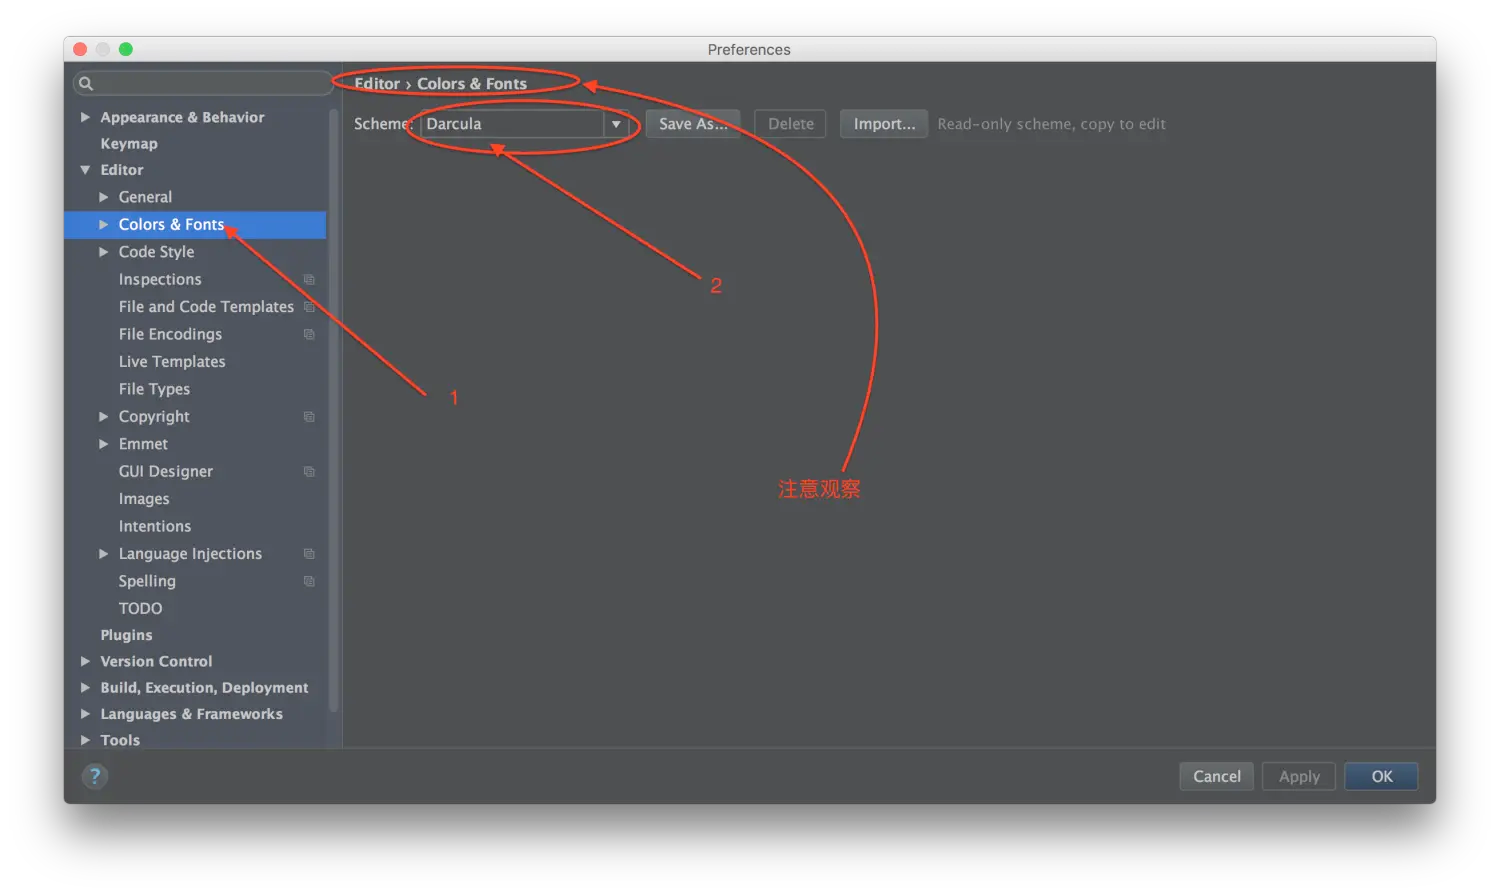 Preferences
Editor › Colors & Fonts
Scheme: Darcula Save As... Delete Import... Read-only scheme, copy to edit
Appearance & Behavior
Keymap
Editor
General
Colors & Fonts
Code Style
Inspections
File and Code Templates
File Encodings
Live Templates
File Types
Copyright
Emmet
GUI Designer
Images
Intentions
Language Injections
Spelling
TODO
Plugins
Version Control
Build, Execution, Deployment
Languages & Frameworks
Tools
2
1
注意观察
?
Cancel Apply OK